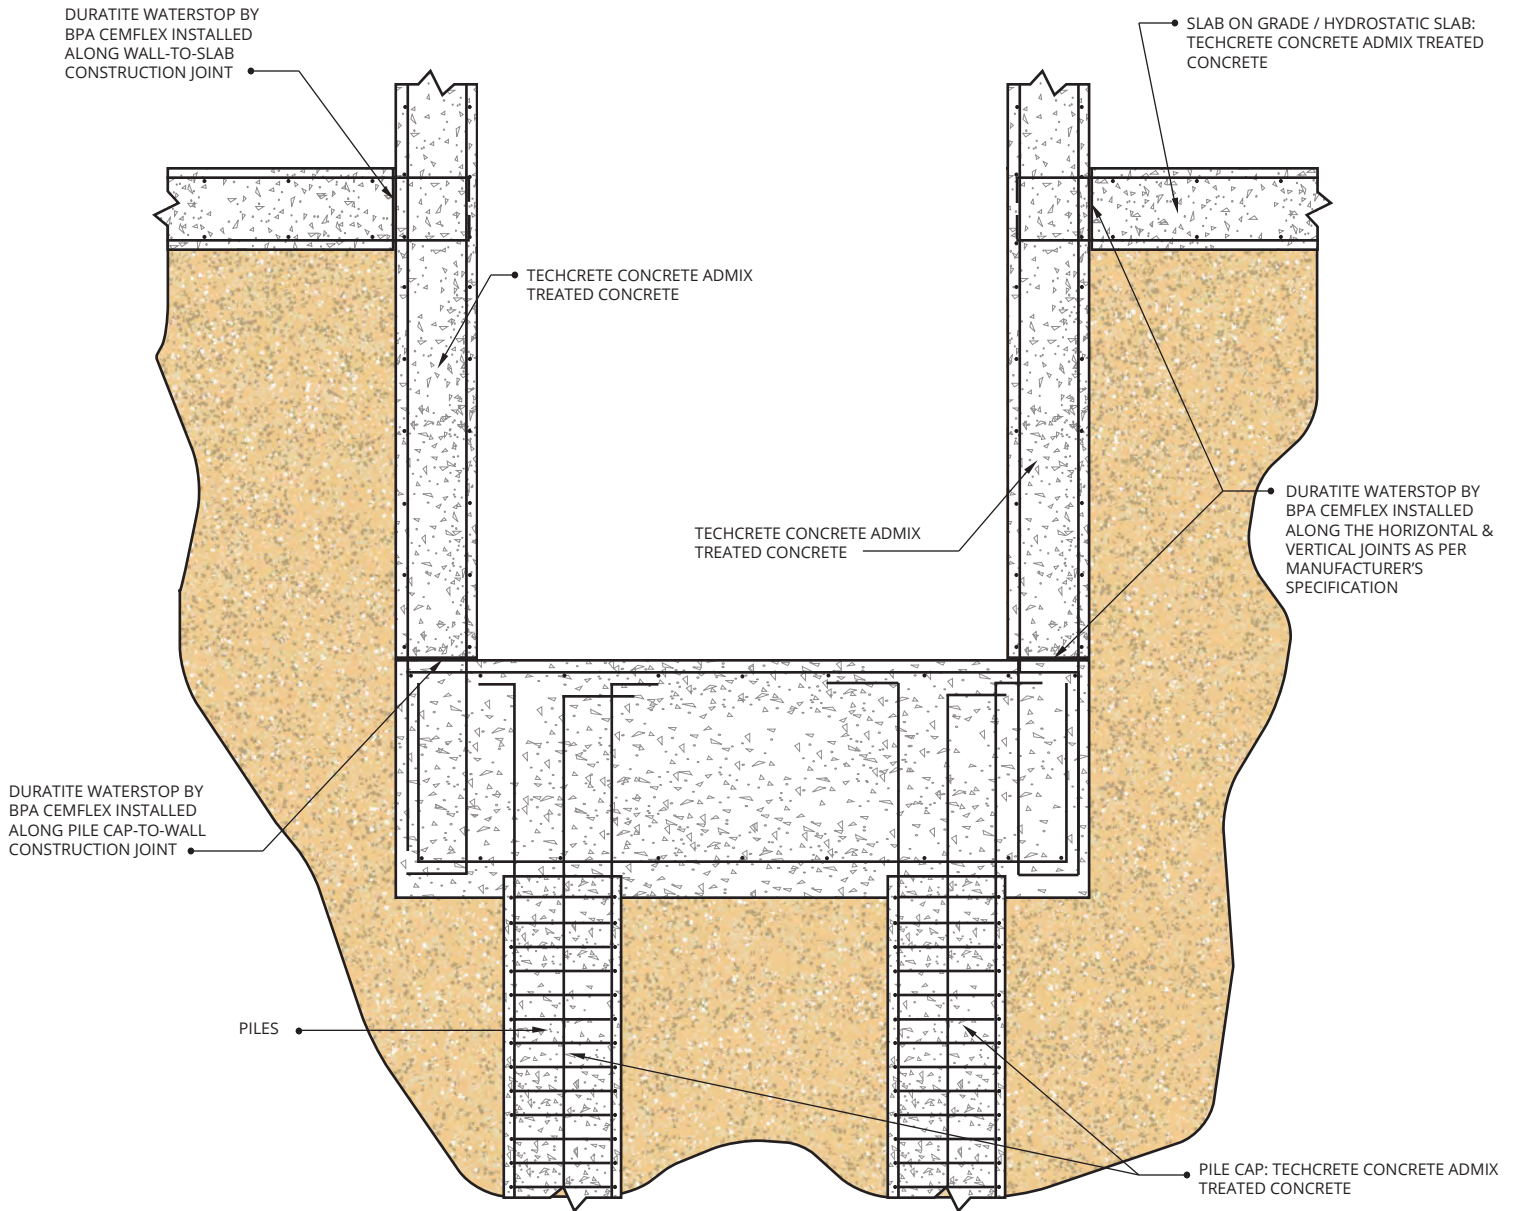 DURATITE WATERSTOP BY
BPA CEMFLEX INSTALLED
ALONG WALL-TO-SLAB
CONSTRUCTION JOINT
SLAB ON GRADE / HYDROSTATIC SLAB:
TECHCRETE CONCRETE ADMIX TREATED
CONCRETE
TECHCRETE CONCRETE ADMIX
TREATED CONCRETE
TECHCRETE CONCRETE ADMIX
TREATED CONCRETE
DURATITE WATERSTOP BY
BPA CEMFLEX INSTALLED
ALONG THE HORIZONTAL &
VERTICAL JOINTS AS PER
MANUFACTURER'S
SPECIFICATION
DURATITE WATERSTOP BY
BPA CEMFLEX INSTALLED
ALONG PILE CAP-TO-WALL
CONSTRUCTION JOINT
PILES
PILE CAP: TECHCRETE CONCRETE ADMIX
TREATED CONCRETE